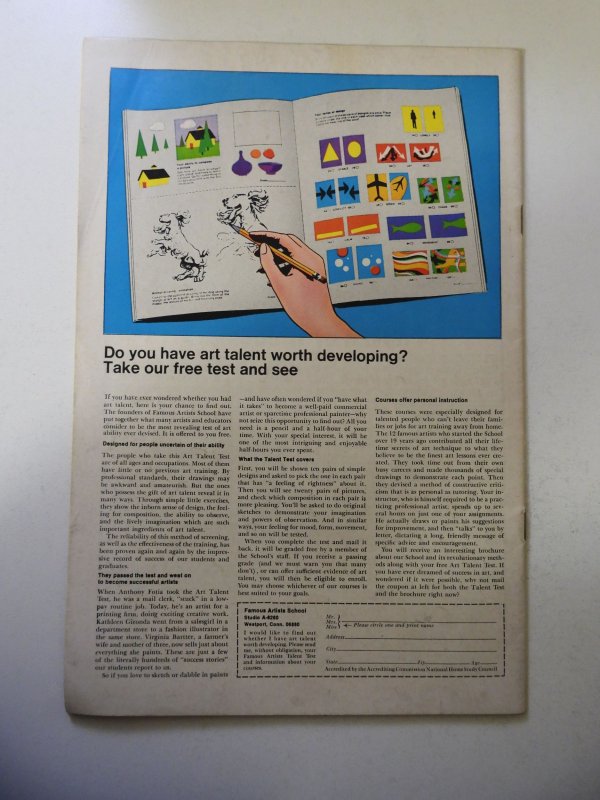 Do you have art talent worth developing?
Take our free test and see
If you have ever wondered whether you had
art talent, here is your chance to find out.
The founders of Famous Artists School have
put together what many artists and educators
consider to be the most revealing test of art
ability ever devised. It is offered to you free.
Designed for people uncertain of their ability
The people who take this Art Talent Test
are of all ages and occupations. Most of them
have little or no previous art training. By
professional standards, their drawings may
be awkward and amateurish. But the ones
who possess the gift of art talent reveal it in
many ways. Through simple little exercises,
they show the inborn sense of design, the feel-
ing for composition, the ability to observe,
and the lively imagination which are such
important ingredients of art talent.
The reliability of this method of screening,
as well as the effectiveness of the training, has
been proven again and again by the impres-
sive record of success of our students and
graduates.
They passed the test and went on
to become successful artists
When Anthony Fotia took the Art Talent
Test, he was a mail clerk, "stuck" in a low-
pay routine job. Today, he's an artist for a
printing firm, doing exciting creative work.
Kathleen Gizunda went from a salesgirl in a
department store to a fashion illustrator in
the same store. Virginia Bartter, a farmer's
wife and mother of three, now sells just about
everything she paints. These are just a few
of the literally hundreds of "success stories"
our students report to us.
So if you love to sketch or dabble in paints
—and have often wondered if you "have what
it takes" to become a well-paid commercial
artist or sparetime professional painter—why
not seize this opportunity to find out? All you
need is a pencil and a half-hour of your
time. With your special interest, it will be
one of the most intriguing and enjoyable
half-hours you ever spent.
What the Talent Test covers
First, you will be shown ten pairs of simple
designs and asked to pick the one in each pair
that has "a feeling of rightness" about it.
Then you will see twenty pairs of pictures,
and check which composition in each pair is
more pleasing. You'll be asked to do original
sketches to demonstrate your imagination
and powers of observation. And in similar
ways, your feeling for mood, form, movement,
and so on will be tested.
When you complete the test and mail it
back, it will be graded free by a member of
the School's staff. If you receive a passing
grade (and we must warn you that many
don't), or can offer sufficient evidence of art
talent, you will then be eligible to enroll.
You may choose whichever of our courses is
best suited to your goals.
Courses offer personal instruction
These courses were especially designed for
talented people who can't leave their fami-
lies or jobs for art training away from home.
The 12 famous artists who started the School
over 19 years ago contributed all their life-
time secrets of art technique to what they
believe to be the finest art lessons ever cre-
ated. They took time out from their own
busy careers and made thousands of special
drawings to demonstrate each point. Then
they devised a method of constructive criti-
cism that is as personal as tutoring. Your in-
structor, who is himself required to be a prac-
ticing professional artist, spends up to sev-
eral hours on just one of your assignments.
He actually draws or paints his suggestions
for improvement, and then "talks" to you by
letter, dictating a long, friendly message of
specific advice and encouragement.
You will receive an interesting brochure
about our School and its revolutionary meth-
ods along with your free Art Talent Test. If
you have ever dreamed of success in art, and
wondered if it were possible, why not mail
the coupon at left for both the Talent Test
and the brochure right now?
Famous Artists School
Studio A-4260
Westport, Conn. 06880
I would like to find out
whether I have art talent
worth developing. Please send
me, without obligation, your
Famous Artists Talent Test
and information about your
courses.
Mr.
Mrs.
Miss
Please circle one and print name
Address
City
State Zip Age
Accredited by the Accrediting Commission National Home Study Council